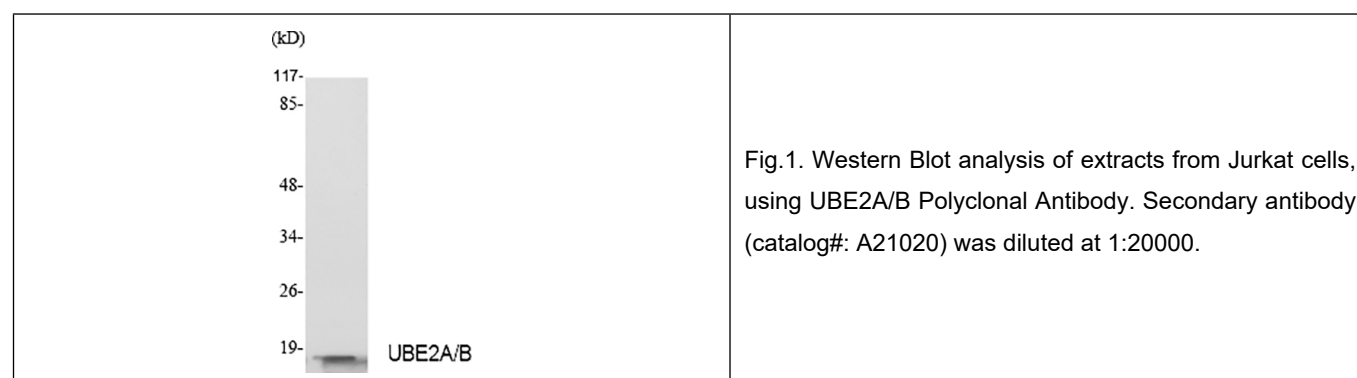 (kD)
117-
85-
48-
34-
26-
19-
UBE2A/B
Fig.1. Western Blot analysis of extracts from Jurkat cells,
using UBE2A/B Polyclonal Antibody. Secondary antibody
(catalog#: A21020) was diluted at 1:20000.